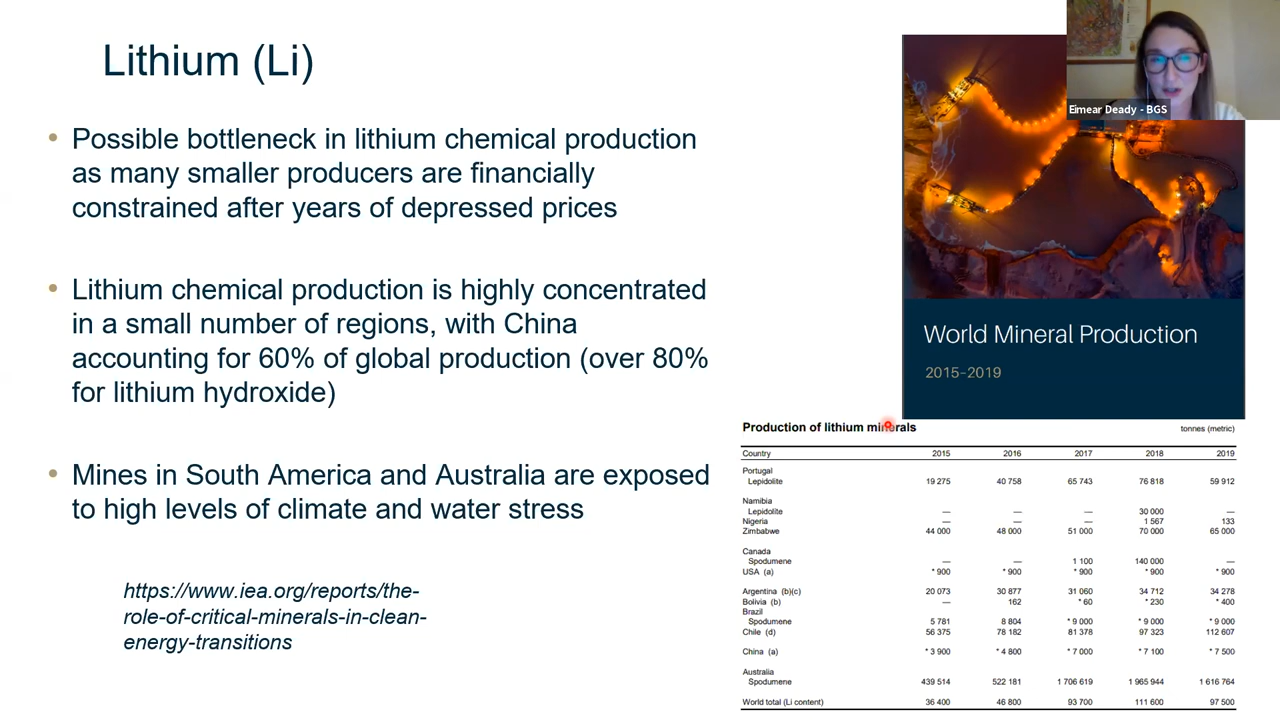 Lithium (Li)
• Possible bottleneck in lithium chemical production
as many smaller producers are financially
constrained after years of depressed prices
• Lithium chemical production is highly concentrated
in a small number of regions, with China
accounting for 60% of global production (over 80%
for lithium hydroxide)
• Mines in South America and Australia are exposed
to high levels of climate and water stress
https://www.iea.org/reports/the-
role-of-critical-minerals-in-clean-
energy-transitions
Eimear Deady - BGS
World Mineral Production
2015-2019
Production of lithium minerals tonnes (metric)
Country 2015 2016 2017 2018 2019
Portugal
Lepidolite 19 275 40 758 65 743 76 818 59 912
Namibia
Lepidolite — — — 30 000 —
Nigeria — — — 1 567 133
Zimbabwe 44 000 48 000 51 000 70 000 65 000
Canada
Spodumene — — 1 100 140 000 —
USA (a) * 900 * 900 * 900 * 900 * 900
Argentina (b)(c) 20 073 30 877 31 060 34 712 34 278
Bolivia (b) — 162 * 60 * 230 * 400
Brazil
Spodumene 5 781 8 804 * 9 000 * 9 000 * 9 000
Chile (d) 56 375 78 182 81 378 97 323 112 607
China (a) * 3 900 * 4 800 * 7 000 * 7 100 * 7 500
Australia
Spodumene 439 514 522 181 1 706 619 1 965 944 1 616 764
World total (Li content) 36 400 46 800 93 700 111 600 97 500